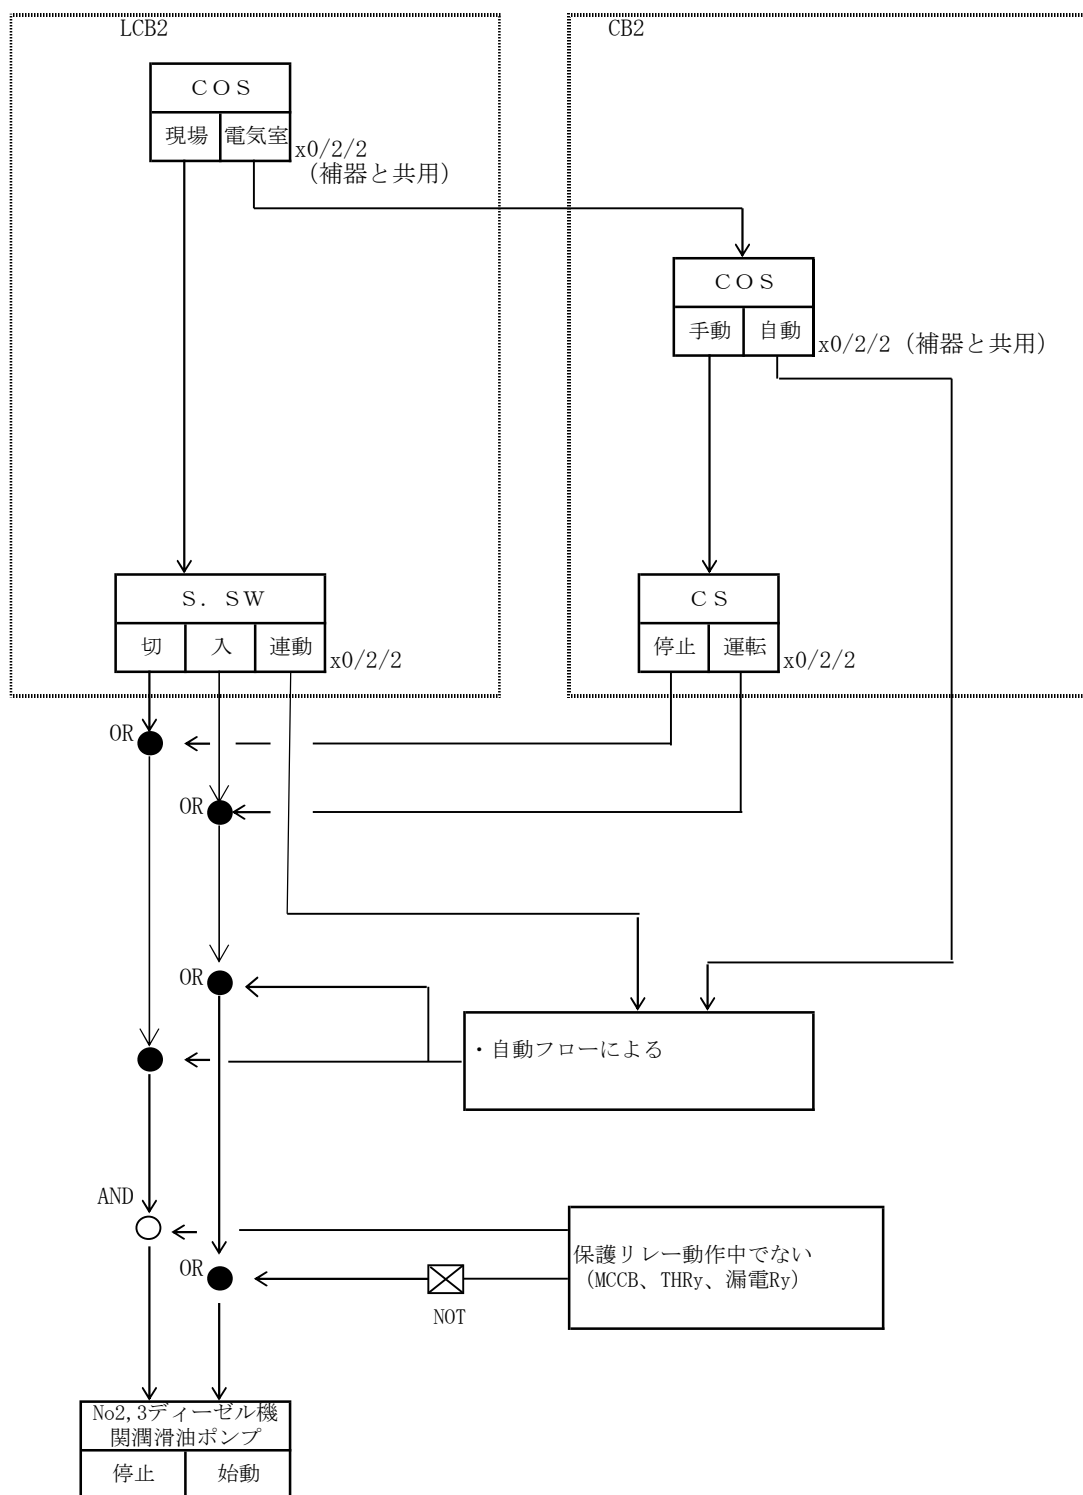 LCB2
CB2
ＣＯＳ
現場 電気室
x0/2/2
（補器と共用）
ＣＯＳ
手動 自動
x0/2/2（補器と共用）
Ｓ．ＳＷ
切 入 連動
x0/2/2
ＣＳ
停止 運転
x0/2/2
OR
OR
OR
・自動フローによる
AND
OR
保護リレー動作中でない
（MCCB、THRy、漏電Ry）
NOT
No2,3ディーゼル機
関潤滑油ポンプ
停止 始動